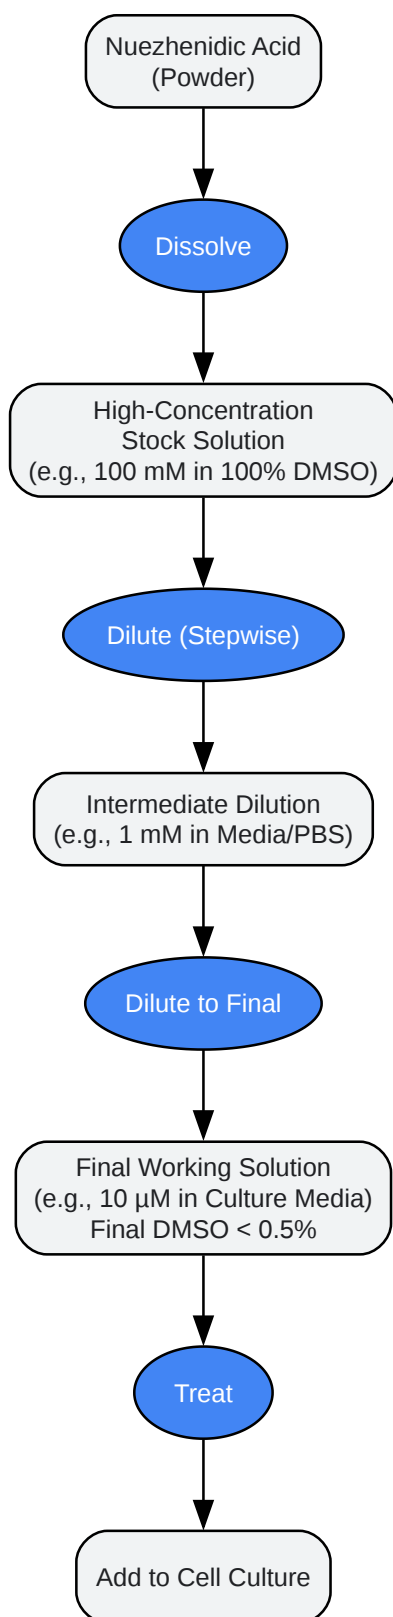 Nuezhenidic Acid
(Powder)
Dissolve
High-Concentration
Stock Solution
(e.g., 100 mM in 100% DMSO)
Dilute (Stepwise)
Intermediate Dilution
(e.g., 1 mM in Media/PBS)
Dilute to Final
Final Working Solution
(e.g., 10 µM in Culture Media)
Final DMSO < 0.5%
Treat
Add to Cell Culture